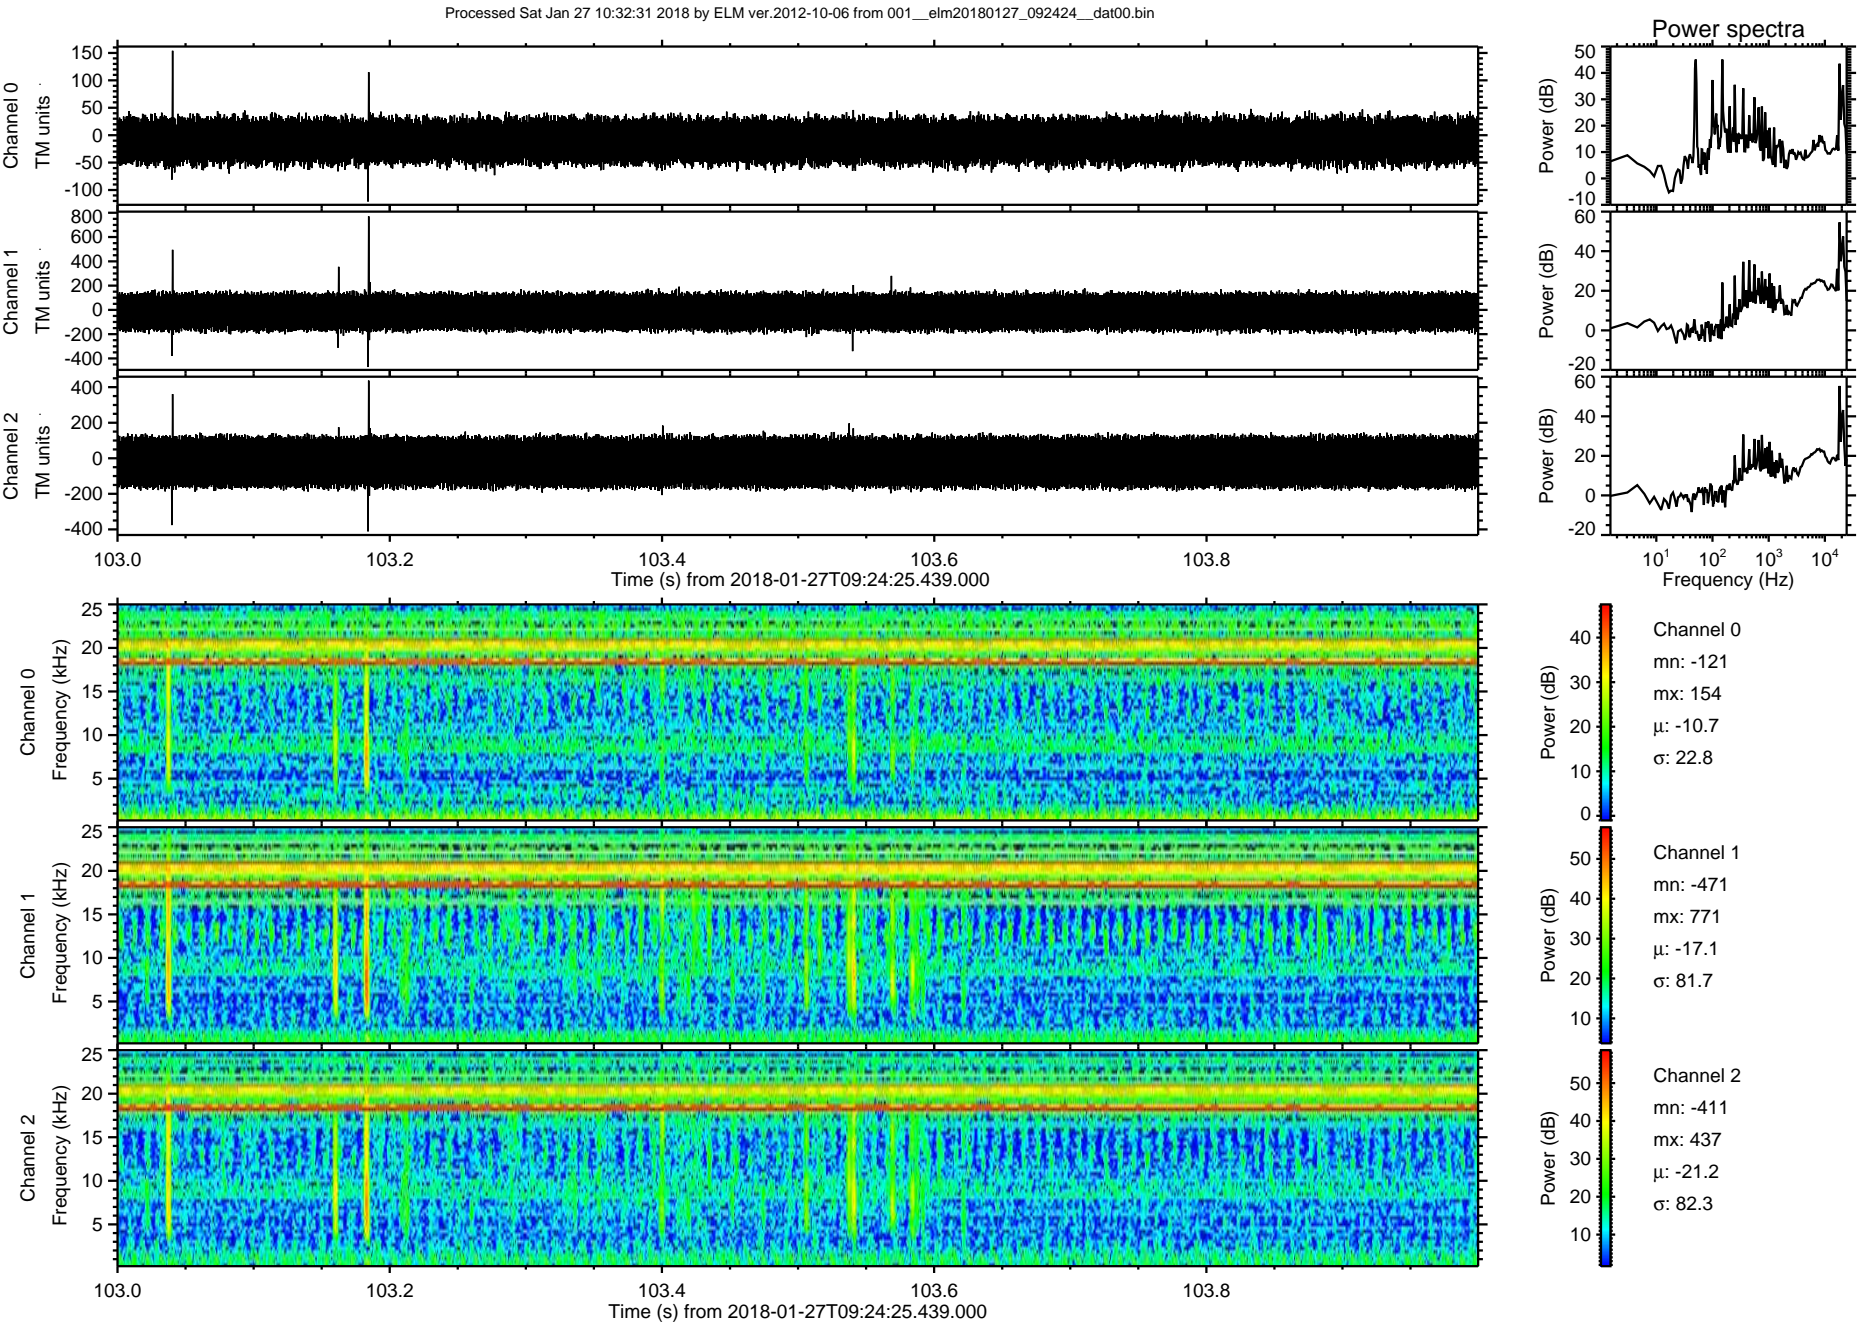 Processed Sat Jan 27 10:32:31 2018 by ELM ver.2012-10-06 from 001__elm20180127_092424__dat00.bin
Power spectra
Channel 0
TM units
150
100
50
0
-50
-100
Power (dB)
50
40
30
20
10
0
-10
Channel 1
TM units
800
600
400
200
0
-200
-400
Power (dB)
60
40
20
0
-20
Channel 2
TM units
400
200
0
-200
-400
Power (dB)
60
40
20
0
-20
103.0 103.2 103.4 103.6 103.8
Time (s) from 2018-01-27T09:24:25.439.000
10¹ 10² 10³ 10⁴
Frequency (Hz)
Channel 0
Frequency (kHz)
25
20
15
10
5
Power (dB)
40
30
20
10
0
Channel 0
mn: -121
mx: 154
μ: -10.7
σ: 22.8
Channel 1
Frequency (kHz)
25
20
15
10
5
Power (dB)
50
40
30
20
10
Channel 1
mn: -471
mx: 771
μ: -17.1
σ: 81.7
Channel 2
Frequency (kHz)
25
20
15
10
5
Power (dB)
50
40
30
20
10
Channel 2
mn: -411
mx: 437
μ: -21.2
σ: 82.3
103.0 103.2 103.4 103.6 103.8
Time (s) from 2018-01-27T09:24:25.439.000